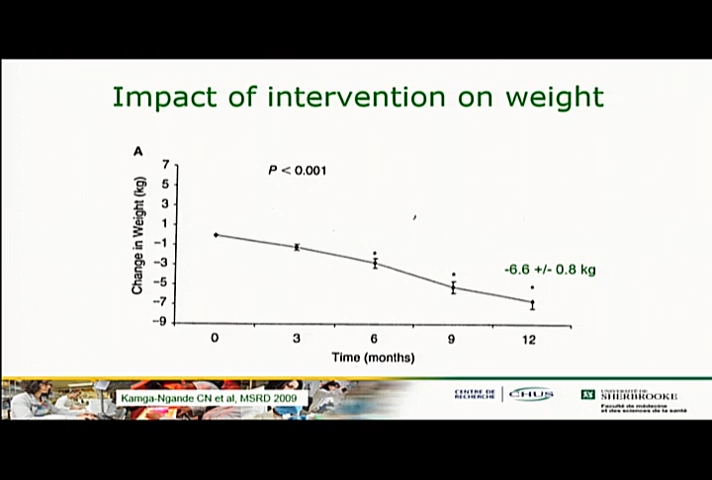 Impact of intervention on weight
A
P < 0.001
Change in Weight (kg)
7
5
3
1
−1
−3
−5
−7
−9
-6.6 +/- 0.8 kg
0 3 6 9 12
Time (months)
Kamga-Ngande CN et al, MSRD 2009
CENTRE DE
RECHERCHE
CHUS
UNIVERSITÉ DE
SHERBROOKE
Faculté de médecine
et des sciences de la santé